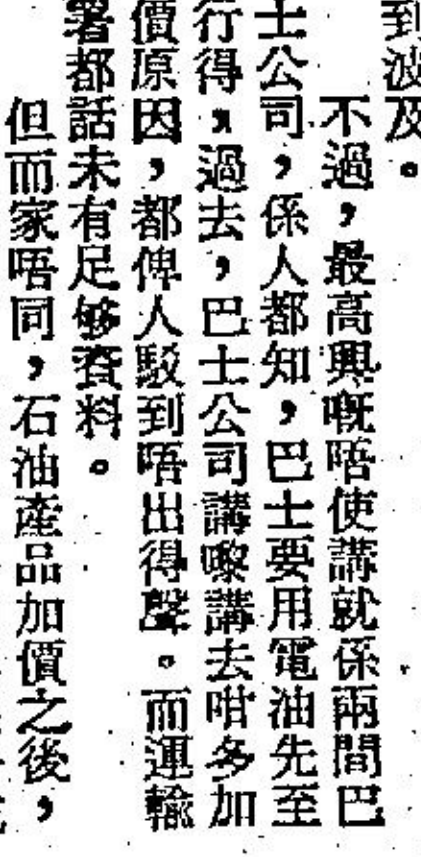 到波及。
不過，最高興嘅唔使講就係兩間巴
士公司，係人都知，巴士要用電油先至
行得，過去，巴士公司講嚟講去咁多加
價原因，都俾人駁到唔出得聲。而運輸
署都話未有足够資料。
但而家唔同，石油產品加價之後，